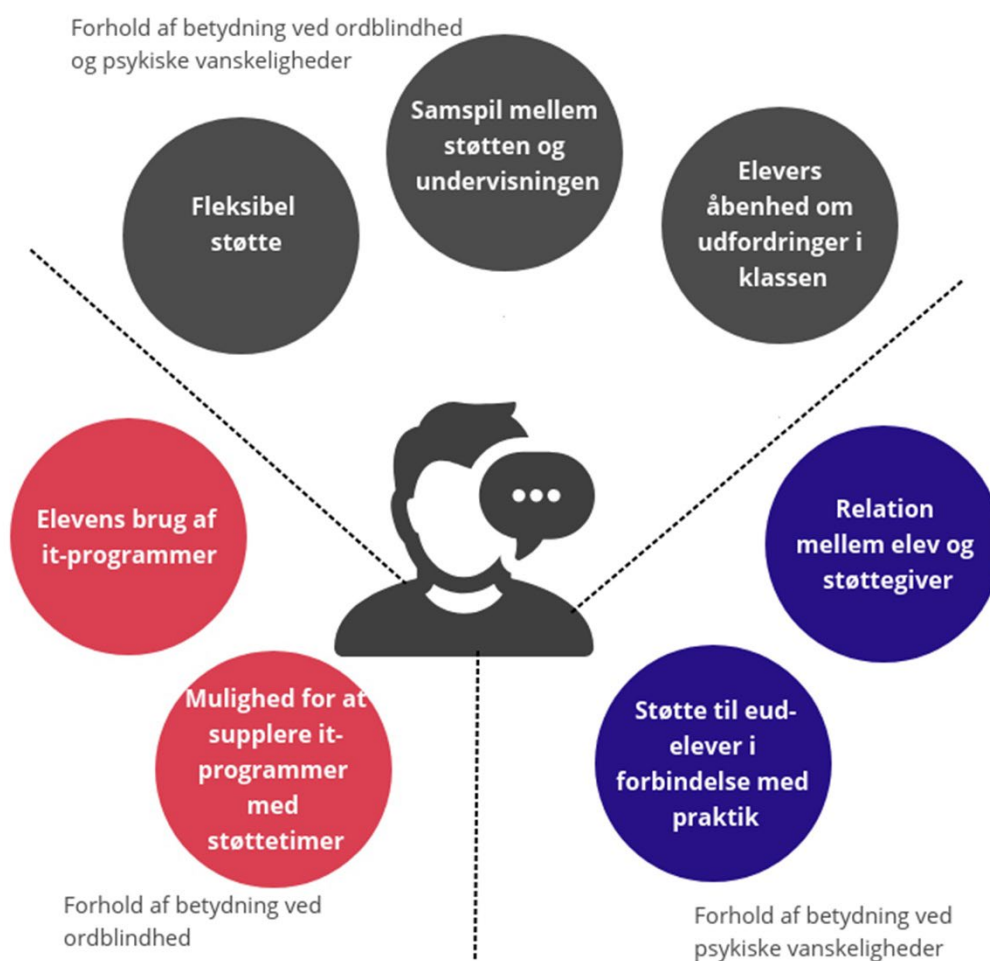 Forhold af betydning ved ordblindhed
og psykiske vanskeligheder
Fleksibel
støtte
Samspil mellem
støtten og
undervisningen
Elevers
åbenhed om
udfordringer i
klassen
Elevens brug af
it-programmer
Mulighed for at
supplere it-
programmer
med
støttetimer
Forhold af betydning ved
ordblindhed
Relation
mellem elev og
støttegiver
Støtte til eud-
elever i
forbindelse med
praktik
Forhold af betydning ved
psykiske vanskeligheder